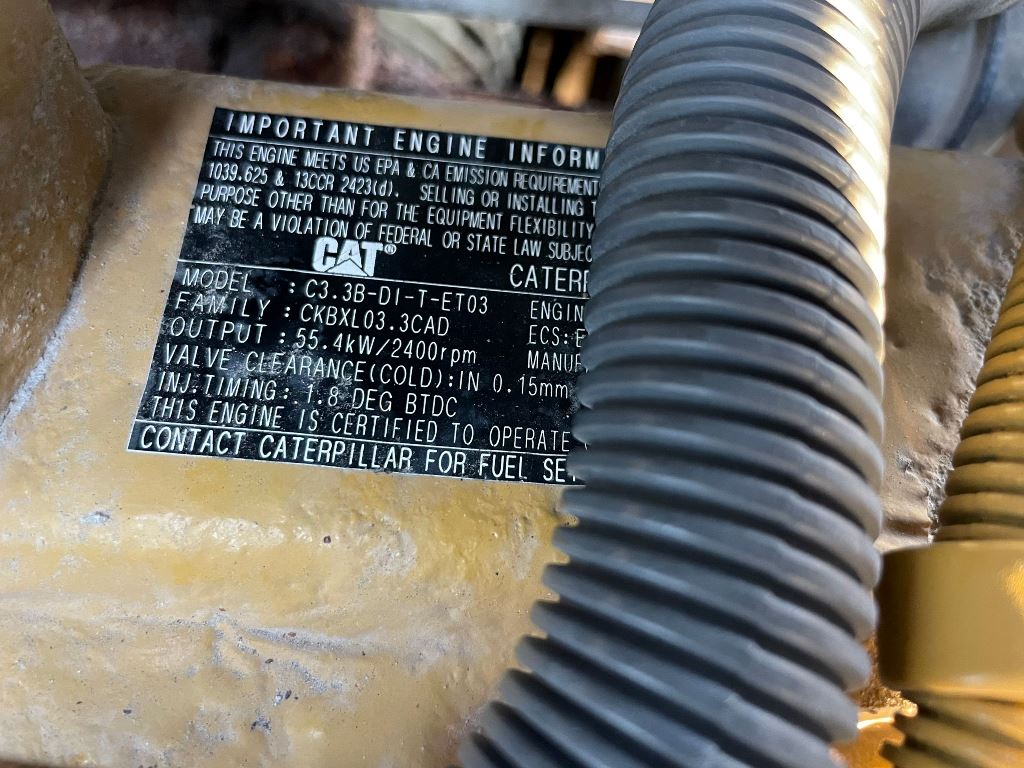 IMPORTANT ENGINE INFORM
THIS ENGINE MEETS US EPA & CA EMISSION REQUIREMENT
1039.625 & 13CCR 2423(d). SELLING OR INSTALLING T
PURPOSE OTHER THAN FOR THE EQUIPMENT FLEXIBILITY
MAY BE A VIOLATION OF FEDERAL OR STATE LAW SUBJEC
CAT®
CATER
MODEL : C3.3B-DI-T-ET03 ENGIN
FAMILY : CKBXL03.3CAD ECS: E
OUTPUT : 55.4kW/2400rpm MANUF
VALVE CLEARANCE(COLD):IN 0.15mm
INJ.TIMING: 1.8 DEG BTDC
THIS ENGINE IS CERTIFIED TO OPERATE
CONTACT CATERPILLAR FOR FUEL SE